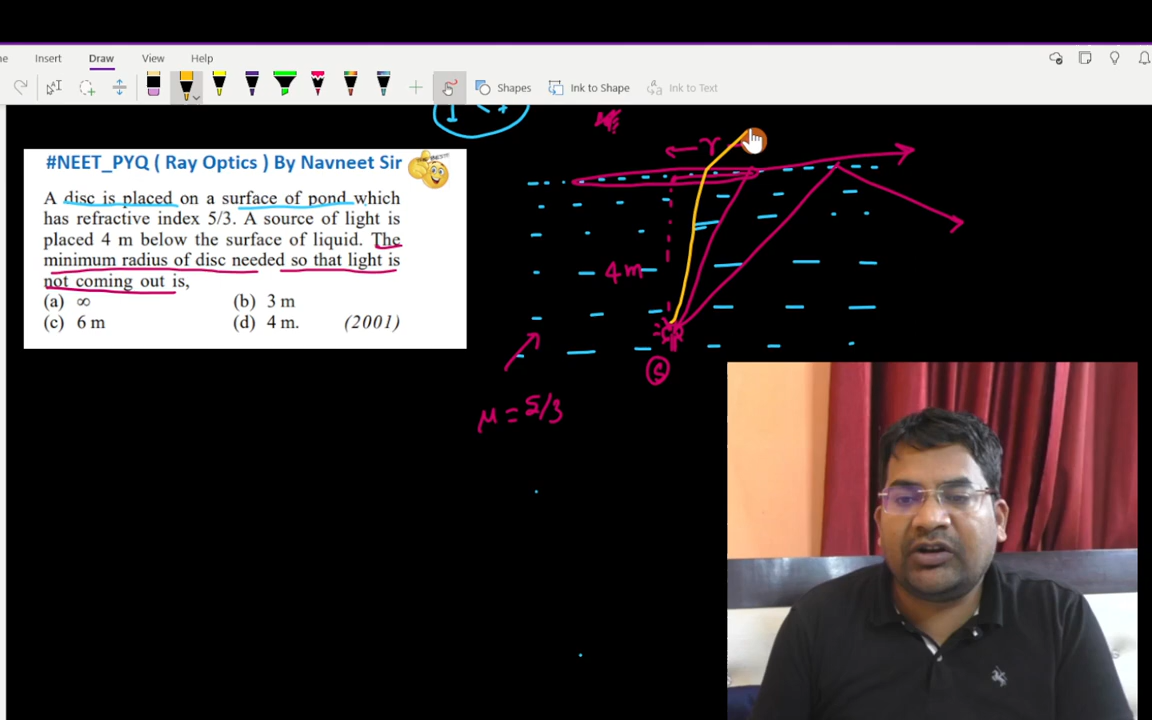 Insert Draw View Help
Shapes Ink to Shape Ink to Text
#NEET_PYQ ( Ray Optics ) By Navneet Sir
A disc is placed on a surface of pond which
has refractive index 5/3. A source of light is
placed 4 m below the surface of liquid. The
minimum radius of disc needed so that light is
not coming out is,
(a) ∞ (b) 3 m
(c) 6 m (d) 4 m. (2001)
r
4m
S
μ = 5/3